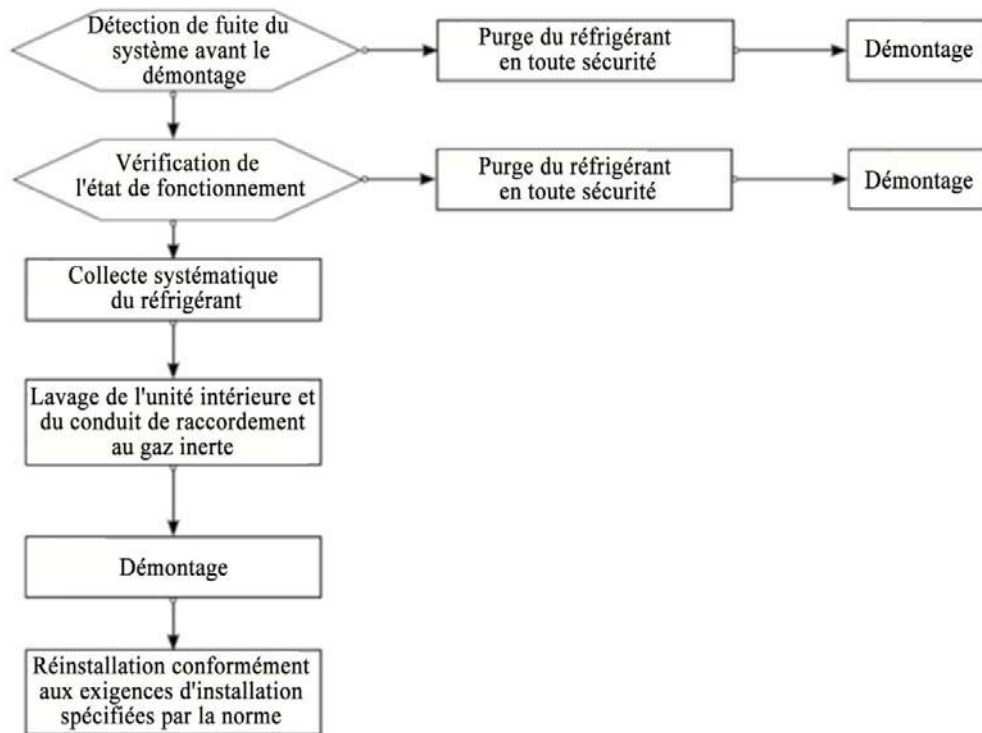 Détection de fuite du
système avant le
démontage
Purge du réfrigérant
en toute sécurité
Démontage
Vérification de
l'état de fonctionnement
Purge du réfrigérant
en toute sécurité
Démontage
Collecte systématique
du réfrigérant
Lavage de l'unité intérieure et
du conduit de raccordement
au gaz inerte
Démontage
Réinstallation conformément
aux exigences d'installation
spécifiées par la norme